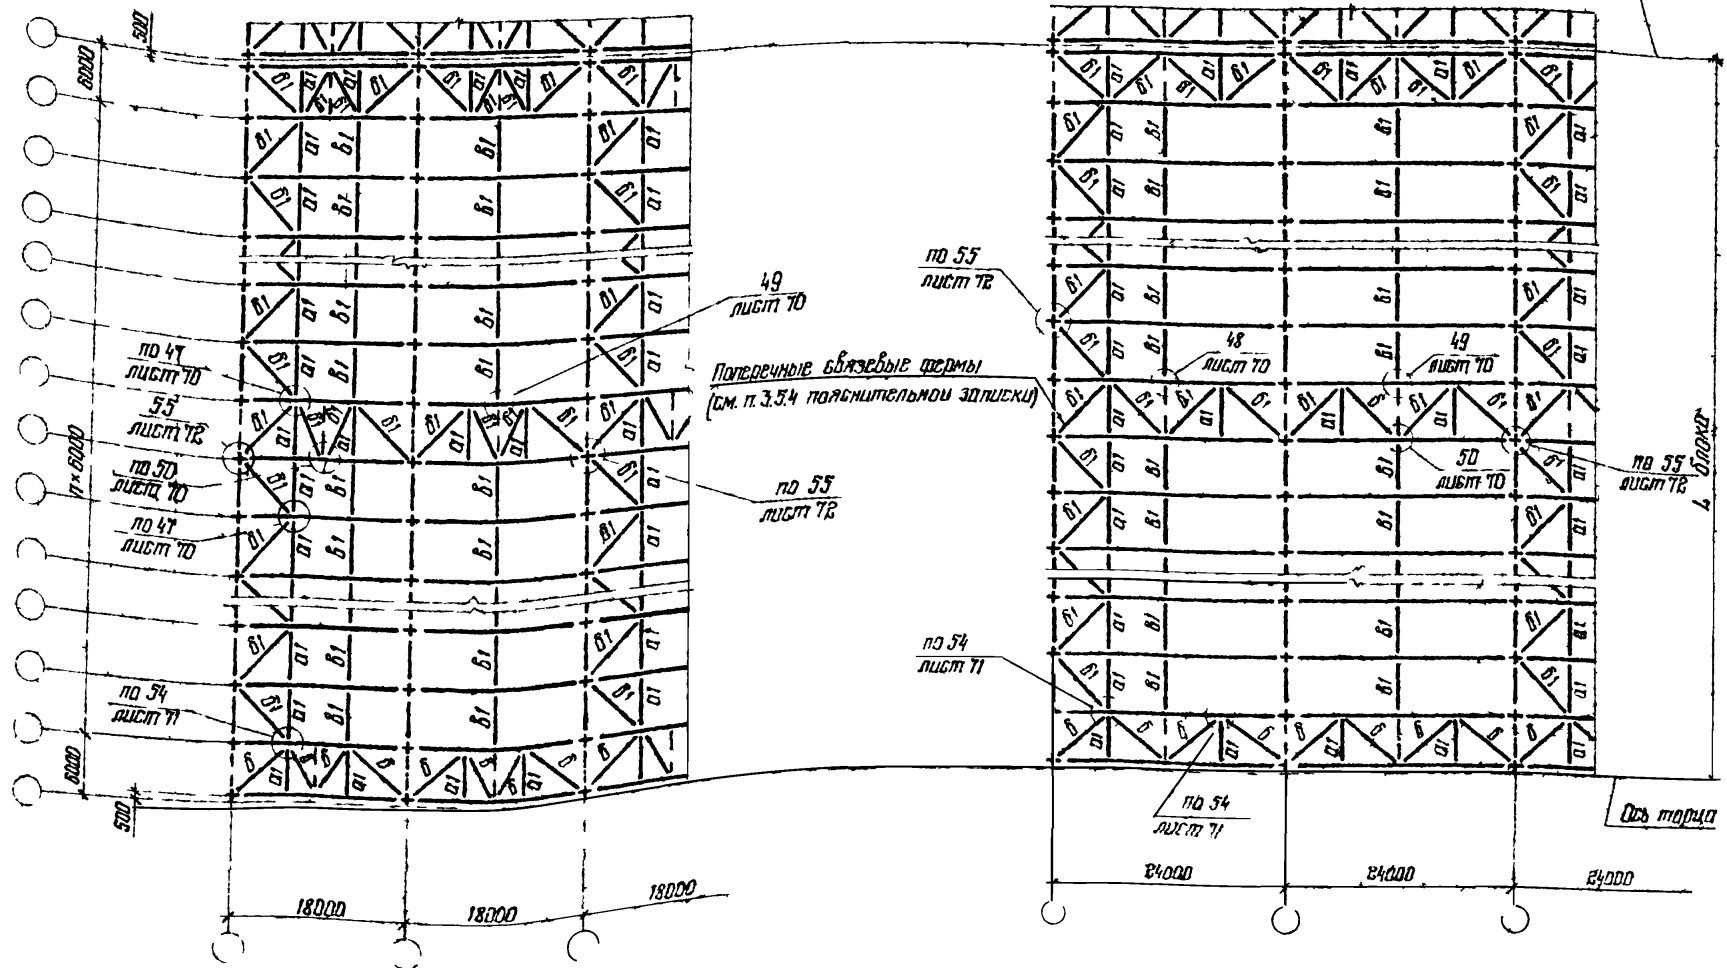 500
6000
n×6000
6000
500
по 47
лист 70
55
лист 72
по 50
лист 70
по 47
лист 70
по 54
лист 71
49
лист 70
по 55
лист 72
18000
18000
18000
Поперечные связевые фермы
(см. п. 3.5.4 пояснительной записки)
по 55
лист 72
48
лист 70
49
лист 70
50
лист 70
по 55
лист 72
по 54
лист 71
по 54
лист 71
L блока
Ось торца
24000
24000
24000
а1
в1
б1
б